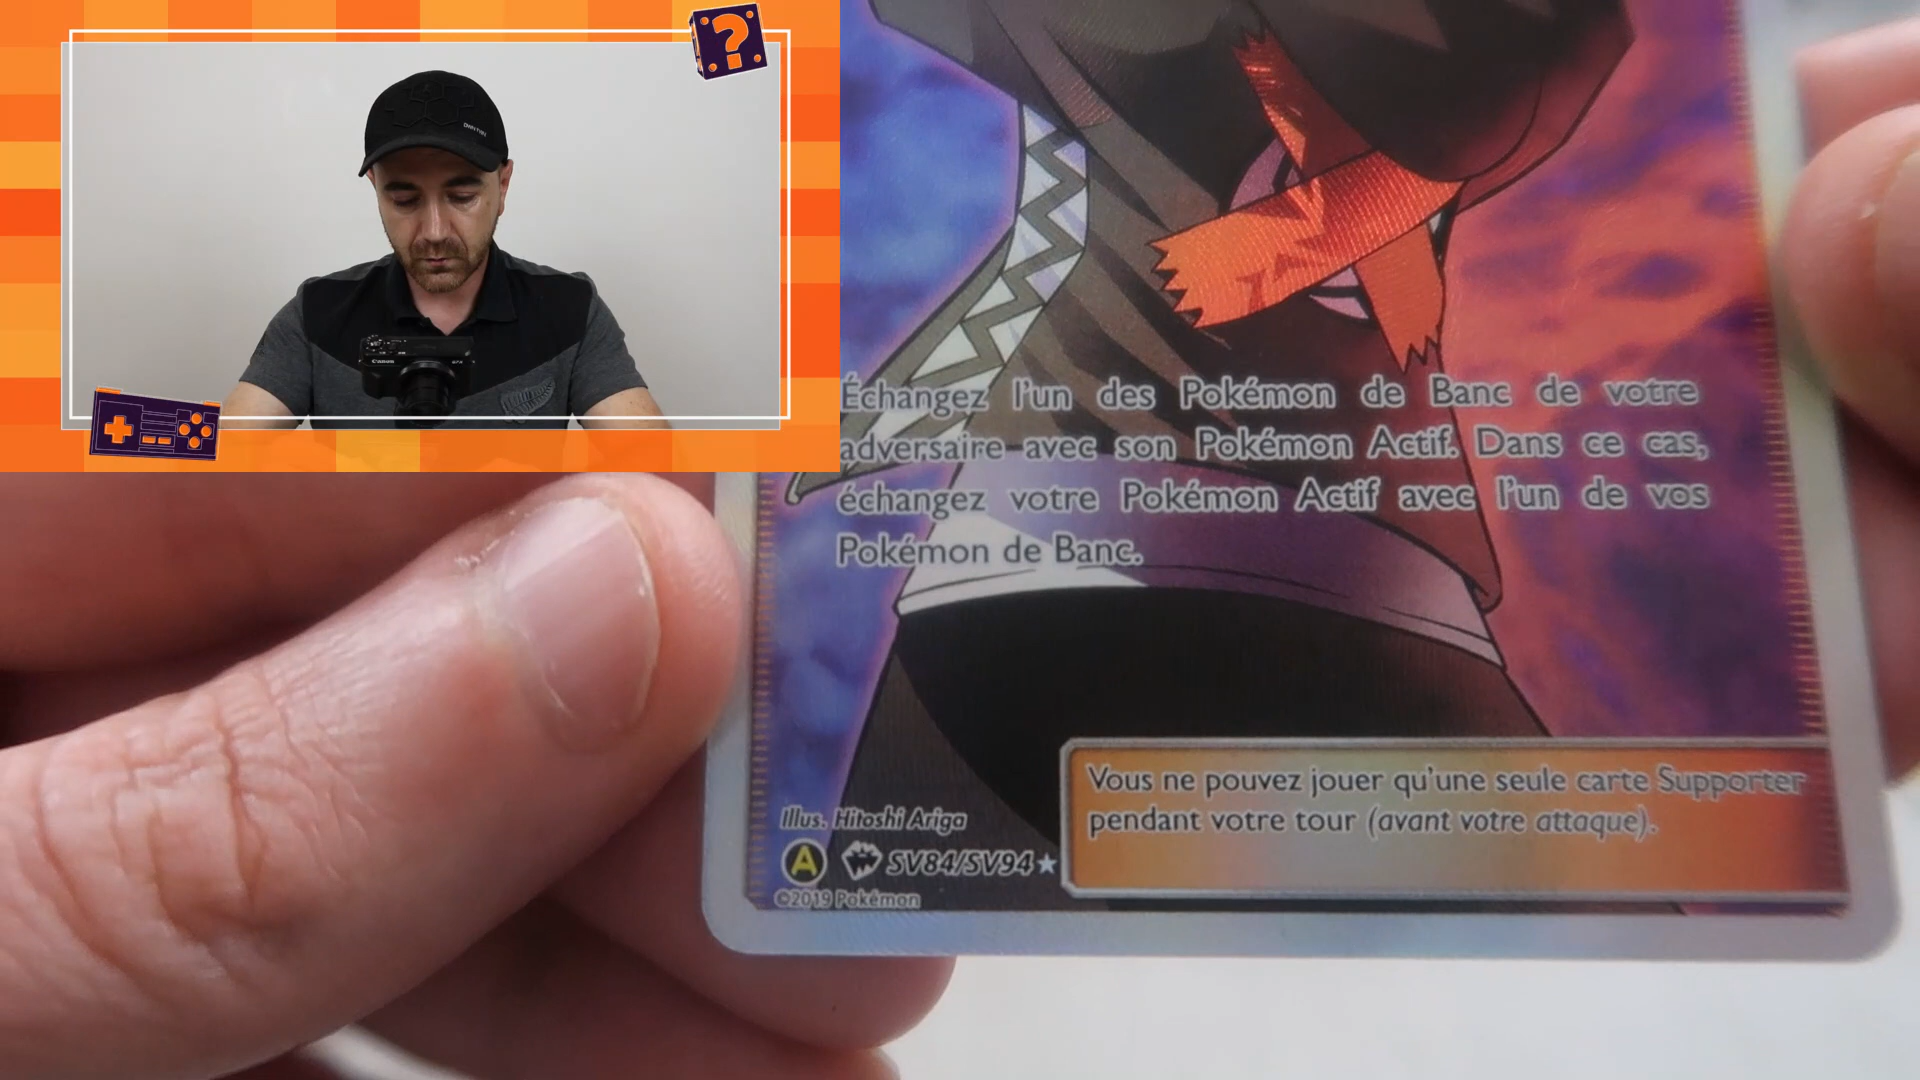 Canon
Échangez l'un des Pokémon de Banc de votre
adversaire avec son Pokémon Actif. Dans ce cas,
échangez votre Pokémon Actif avec l'un de vos
Pokémon de Banc.
Vous ne pouvez jouer qu'une seule carte Supporter
pendant votre tour (avant votre attaque).
Illus. Hitoshi Ariga
A SV84/SV94
©2019 Pokémon